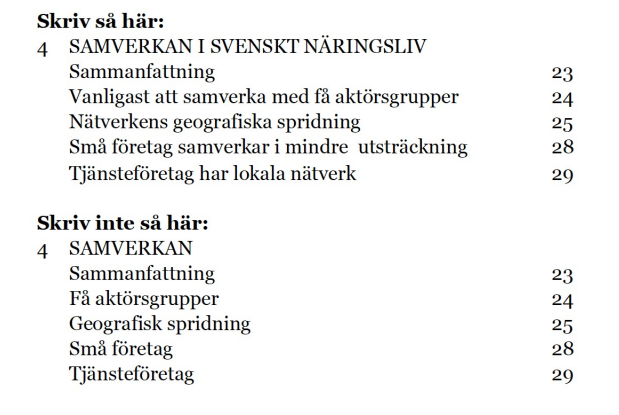 Skriv så här:
4 SAMVERKAN I SVENSKT NÄRINGSLIV
Sammanfattning 23
Vanligast att samverka med få aktörsgrupper 24
Nätverkens geografiska spridning 25
Små företag samverkar i mindre utsträckning 28
Tjänsteföretag har lokala nätverk 29
Skriv inte så här:
4 SAMVERKAN
Sammanfattning 23
Få aktörsgrupper 24
Geografisk spridning 25
Små företag 28
Tjänsteföretag 29